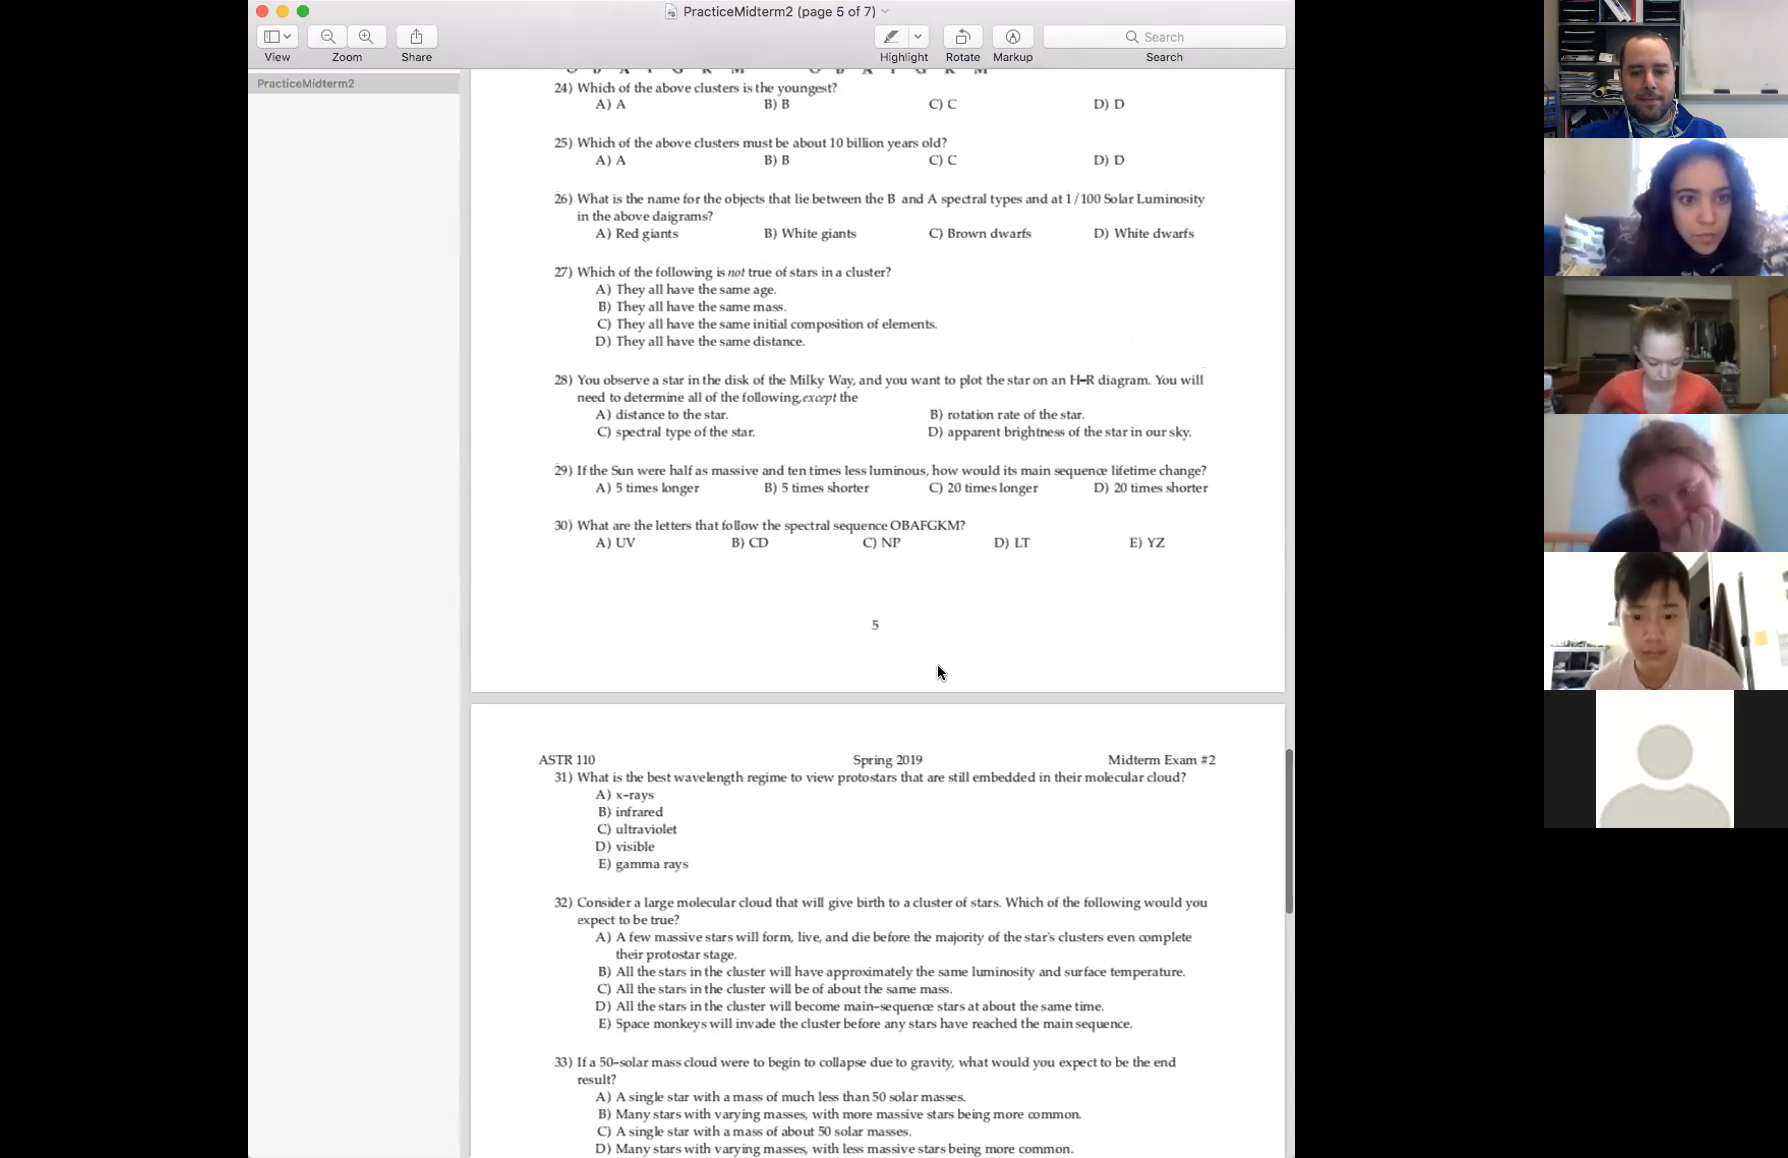 PracticeMidterm2 (page 5 of 7)
View
Zoom
Share
Highlight
Rotate
Markup
Search
Search
PracticeMidterm2
O B A F G K M O B A F G K M
24) Which of the above clusters is the youngest?
A) A B) B C) C D) D
25) Which of the above clusters must be about 10 billion years old?
A) A B) B C) C D) D
26) What is the name for the objects that lie between the B and A spectral types and at 1/100 Solar Luminosity
in the above daigrams?
A) Red giants B) White giants C) Brown dwarfs D) White dwarfs
27) Which of the following is not true of stars in a cluster?
A) They all have the same age.
B) They all have the same mass.
C) They all have the same initial composition of elements.
D) They all have the same distance.
28) You observe a star in the disk of the Milky Way, and you want to plot the star on an H-R diagram. You will
need to determine all of the following, except the
A) distance to the star. B) rotation rate of the star.
C) spectral type of the star. D) apparent brightness of the star in our sky.
29) If the Sun were half as massive and ten times less luminous, how would its main sequence lifetime change?
A) 5 times longer B) 5 times shorter C) 20 times longer D) 20 times shorter
30) What are the letters that follow the spectral sequence OBAFGKM?
A) UV B) CD C) NP D) LT E) YZ
5
ASTR 110 Spring 2019 Midterm Exam #2
31) What is the best wavelength regime to view protostars that are still embedded in their molecular cloud?
A) x-rays
B) infrared
C) ultraviolet
D) visible
E) gamma rays
32) Consider a large molecular cloud that will give birth to a cluster of stars. Which of the following would you
expect to be true?
A) A few massive stars will form, live, and die before the majority of the star's clusters even complete
their protostar stage.
B) All the stars in the cluster will have approximately the same luminosity and surface temperature.
C) All the stars in the cluster will be of about the same mass.
D) All the stars in the cluster will become main-sequence stars at about the same time.
E) Space monkeys will invade the cluster before any stars have reached the main sequence.
33) If a 50-solar mass cloud were to begin to collapse due to gravity, what would you expect to be the end
result?
A) A single star with a mass of much less than 50 solar masses.
B) Many stars with varying masses, with more massive stars being more common.
C) A single star with a mass of about 50 solar masses.
D) Many stars with varying masses, with less massive stars being more common.